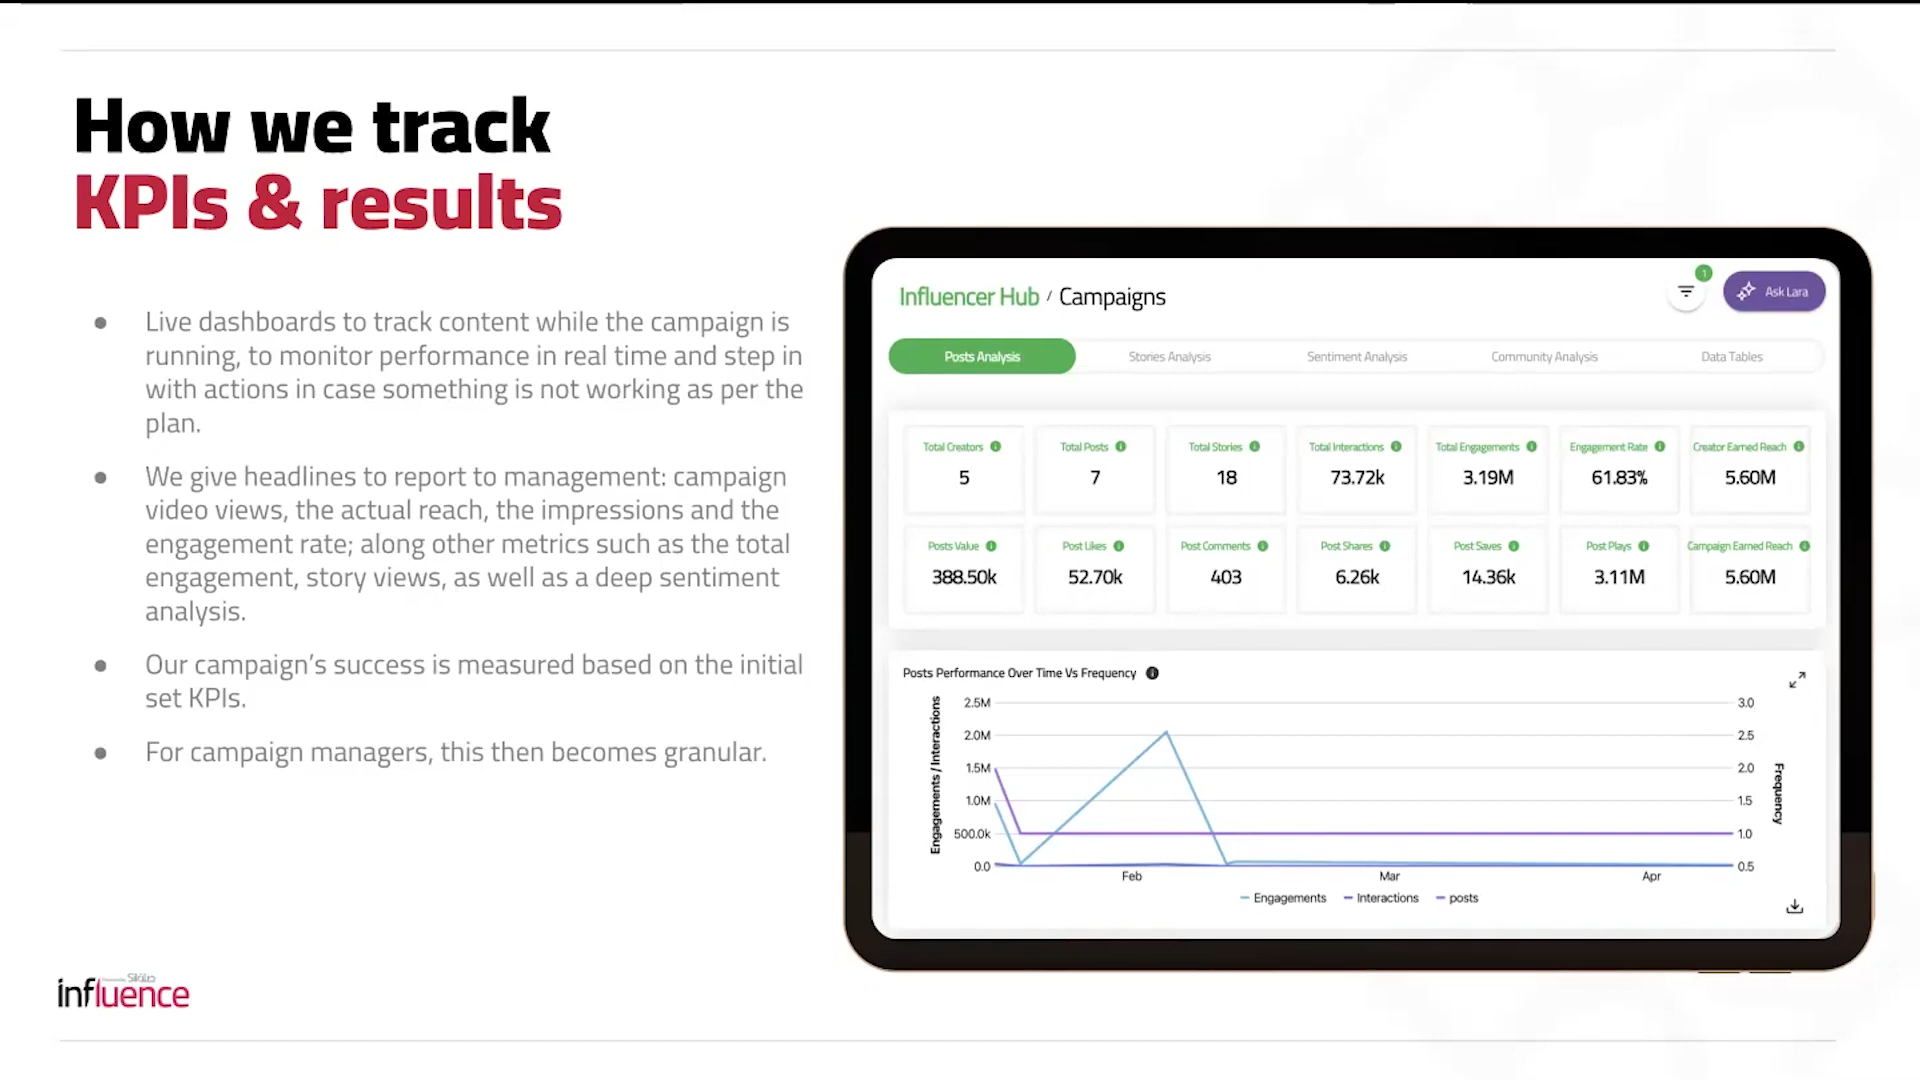 How we track
KPIs & results
● Live dashboards to track content while the campaign is
running, to monitor performance in real time and step in
with actions in case something is not working as per the
plan.
● We give headlines to report to management: campaign
video views, the actual reach, the impressions and the
engagement rate; along other metrics such as the total
engagement, story views, as well as a deep sentiment
analysis.
● Our campaign’s success is measured based on the initial
set KPIs.
● For campaign managers, this then becomes granular.
influence
Influencer Hub / Campaigns
1
Ask Lara
Posts Analysis Stories Analysis Sentiment Analysis Community Analysis Data Tables
Total Creators Total Posts Total Stories Total Interactions Total Engagements Engagement Rate Creator Earned Reach
5 7 18 73.72k 3.19M 61.83% 5.60M
Posts Value Post Likes Post Comments Post Shares Post Saves Post Plays Campaign Earned Reach
388.50k 52.70k 403 6.26k 14.36k 3.11M 5.60M
Posts Performance Over Time Vs Frequency
Engagements / Interactions
2.5M 3.0
2.0M 2.5
1.5M 2.0
1.0M 1.5
500.0k 1.0
0.0 0.5
Frequency
Feb Mar Apr
Engagements Interactions posts